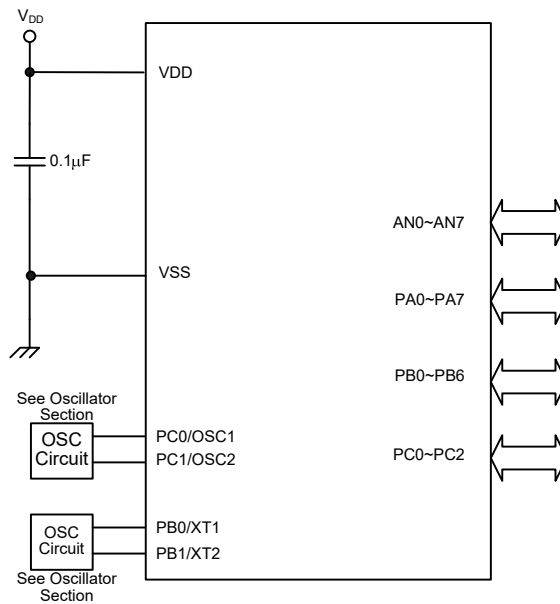 VDD
VDD
0.1μF
VSS
AN0~AN7
PA0~PA7
PB0~PB6
PC0~PC2
See Oscillator
Section
OSC
Circuit
PC0/OSC1
PC1/OSC2
OSC
Circuit
PB0/XT1
PB1/XT2
See Oscillator
Section